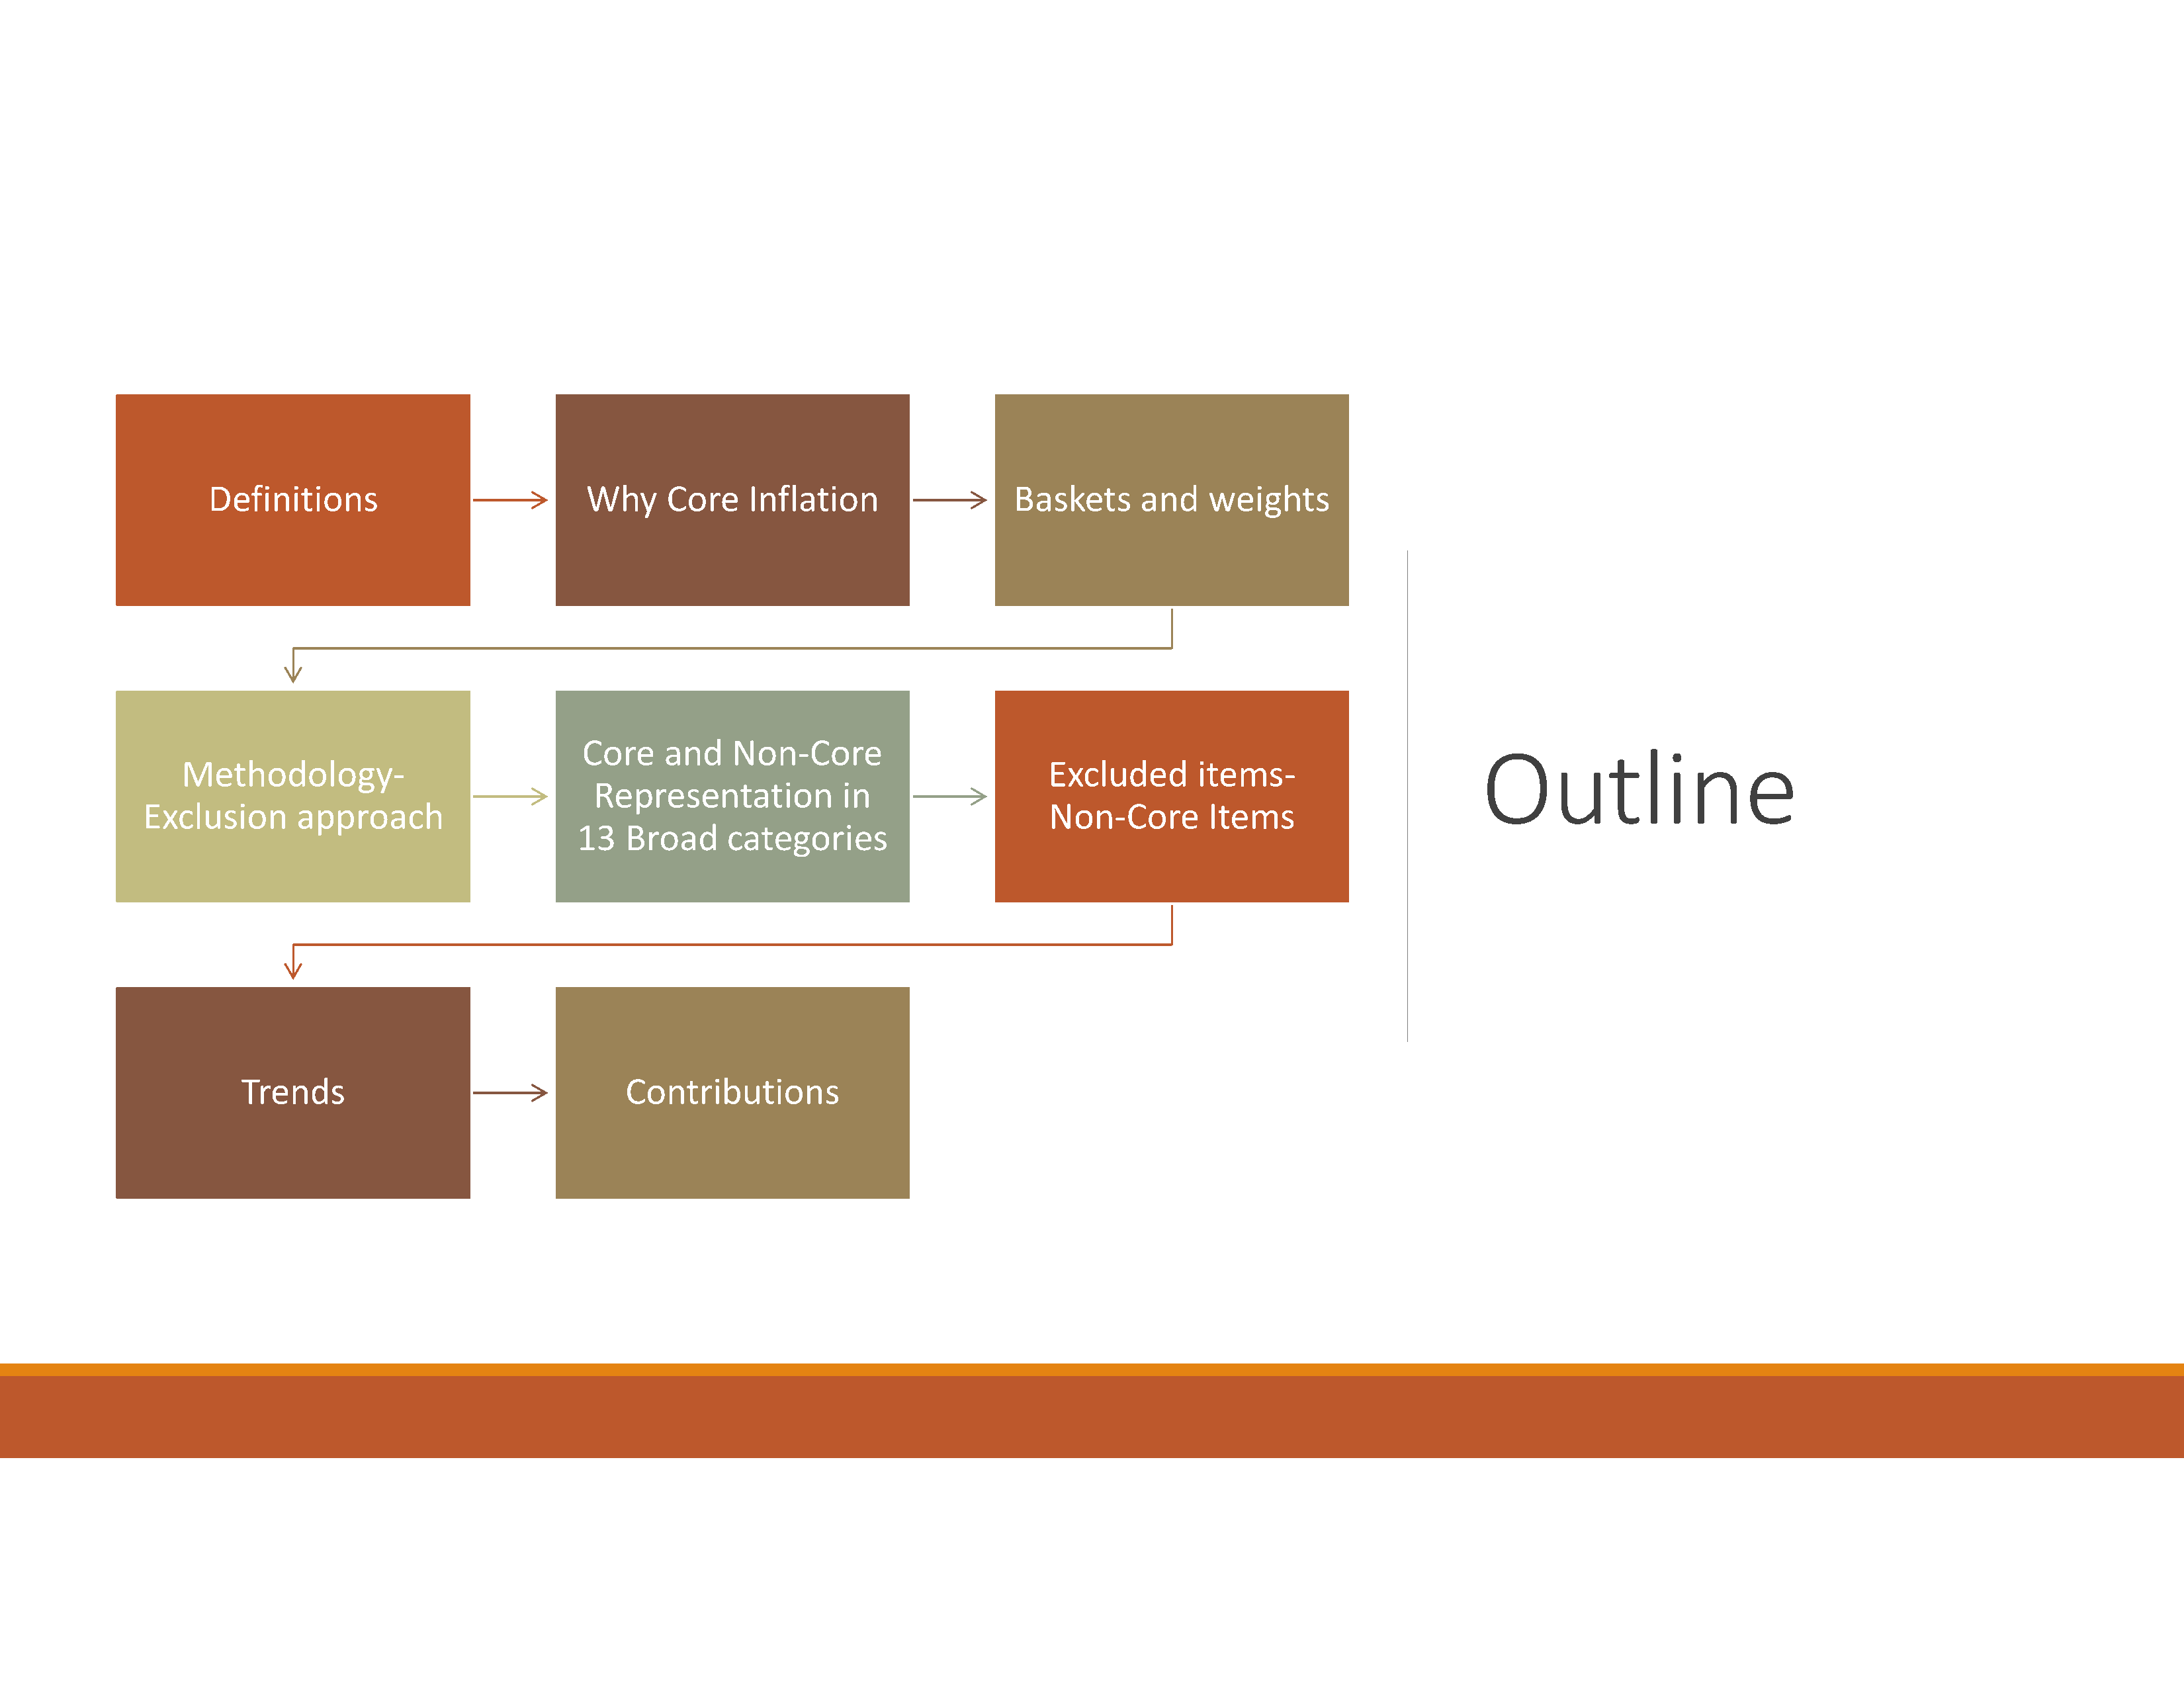 Definitions
Why Core Inflation
Baskets and weights
Methodology-
Exclusion approach
Core and Non-Core
Representation in
13 Broad categories
Excluded items-
Non-Core Items
Trends
Contributions
Outline